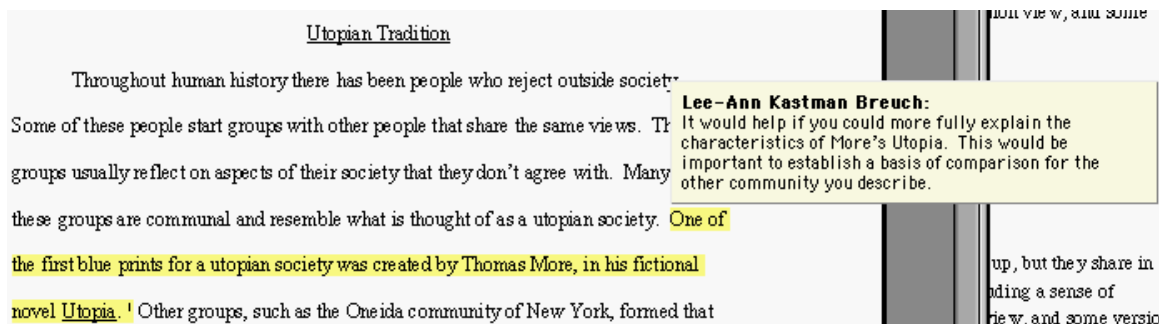 Utopian Tradition
Throughout human history there has been people who reject outside society
Some of these people start groups with other people that share the same views.
groups usually reflect on aspects of their society that they don't agree with. Many
these groups are communal and resemble what is thought of as a utopian society. One of
the first blue prints for a utopian society was created by Thomas More, in his fictional
novel Utopia. ¹ Other groups, such as the Oneida community of New York, formed that
Lee-Ann Kastman Breuch:
It would help if you could more fully explain the
characteristics of More's Utopia. This would be
important to establish a basis of comparison for the
other community you describe.
view, and some
up, but they share in
a sense of
and some